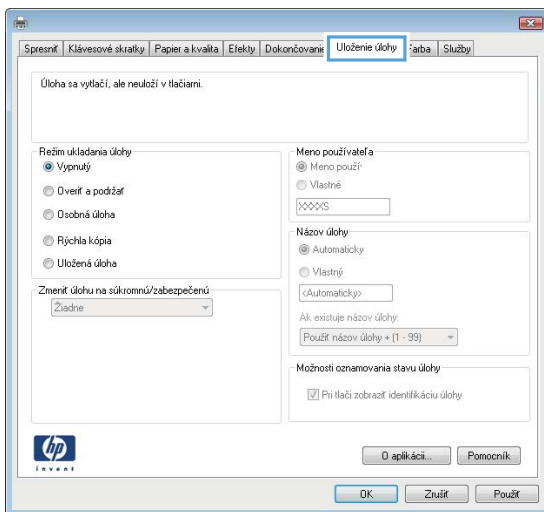 Spresniť Klávesové skratky Papier a kvalita Efekty Dokončovanie Uloženie úlohy Farba Služby
Úloha sa vytlačí, ale neuloží v tlačiarni.
Režim ukladania úlohy
Vypnutý
Overiť a podržať
Osobná úloha
Rýchla kópia
Uložená úloha
Zmeniť úlohu na súkromnú/zabezpečenú
Žiadne
Meno používateľa
Meno použí
Vlastné
XXXXS
Názov úlohy
Automaticky
Vlastný
<Automaticky>
Ak existuje názov úlohy:
Použiť názov úlohy + (1 - 99)
Možnosti oznamovania stavu úlohy
Pri tlači zobraziť identifikáciu úlohy
hp
invent
O aplikácii... Pomocník
OK Zrušiť Použiť